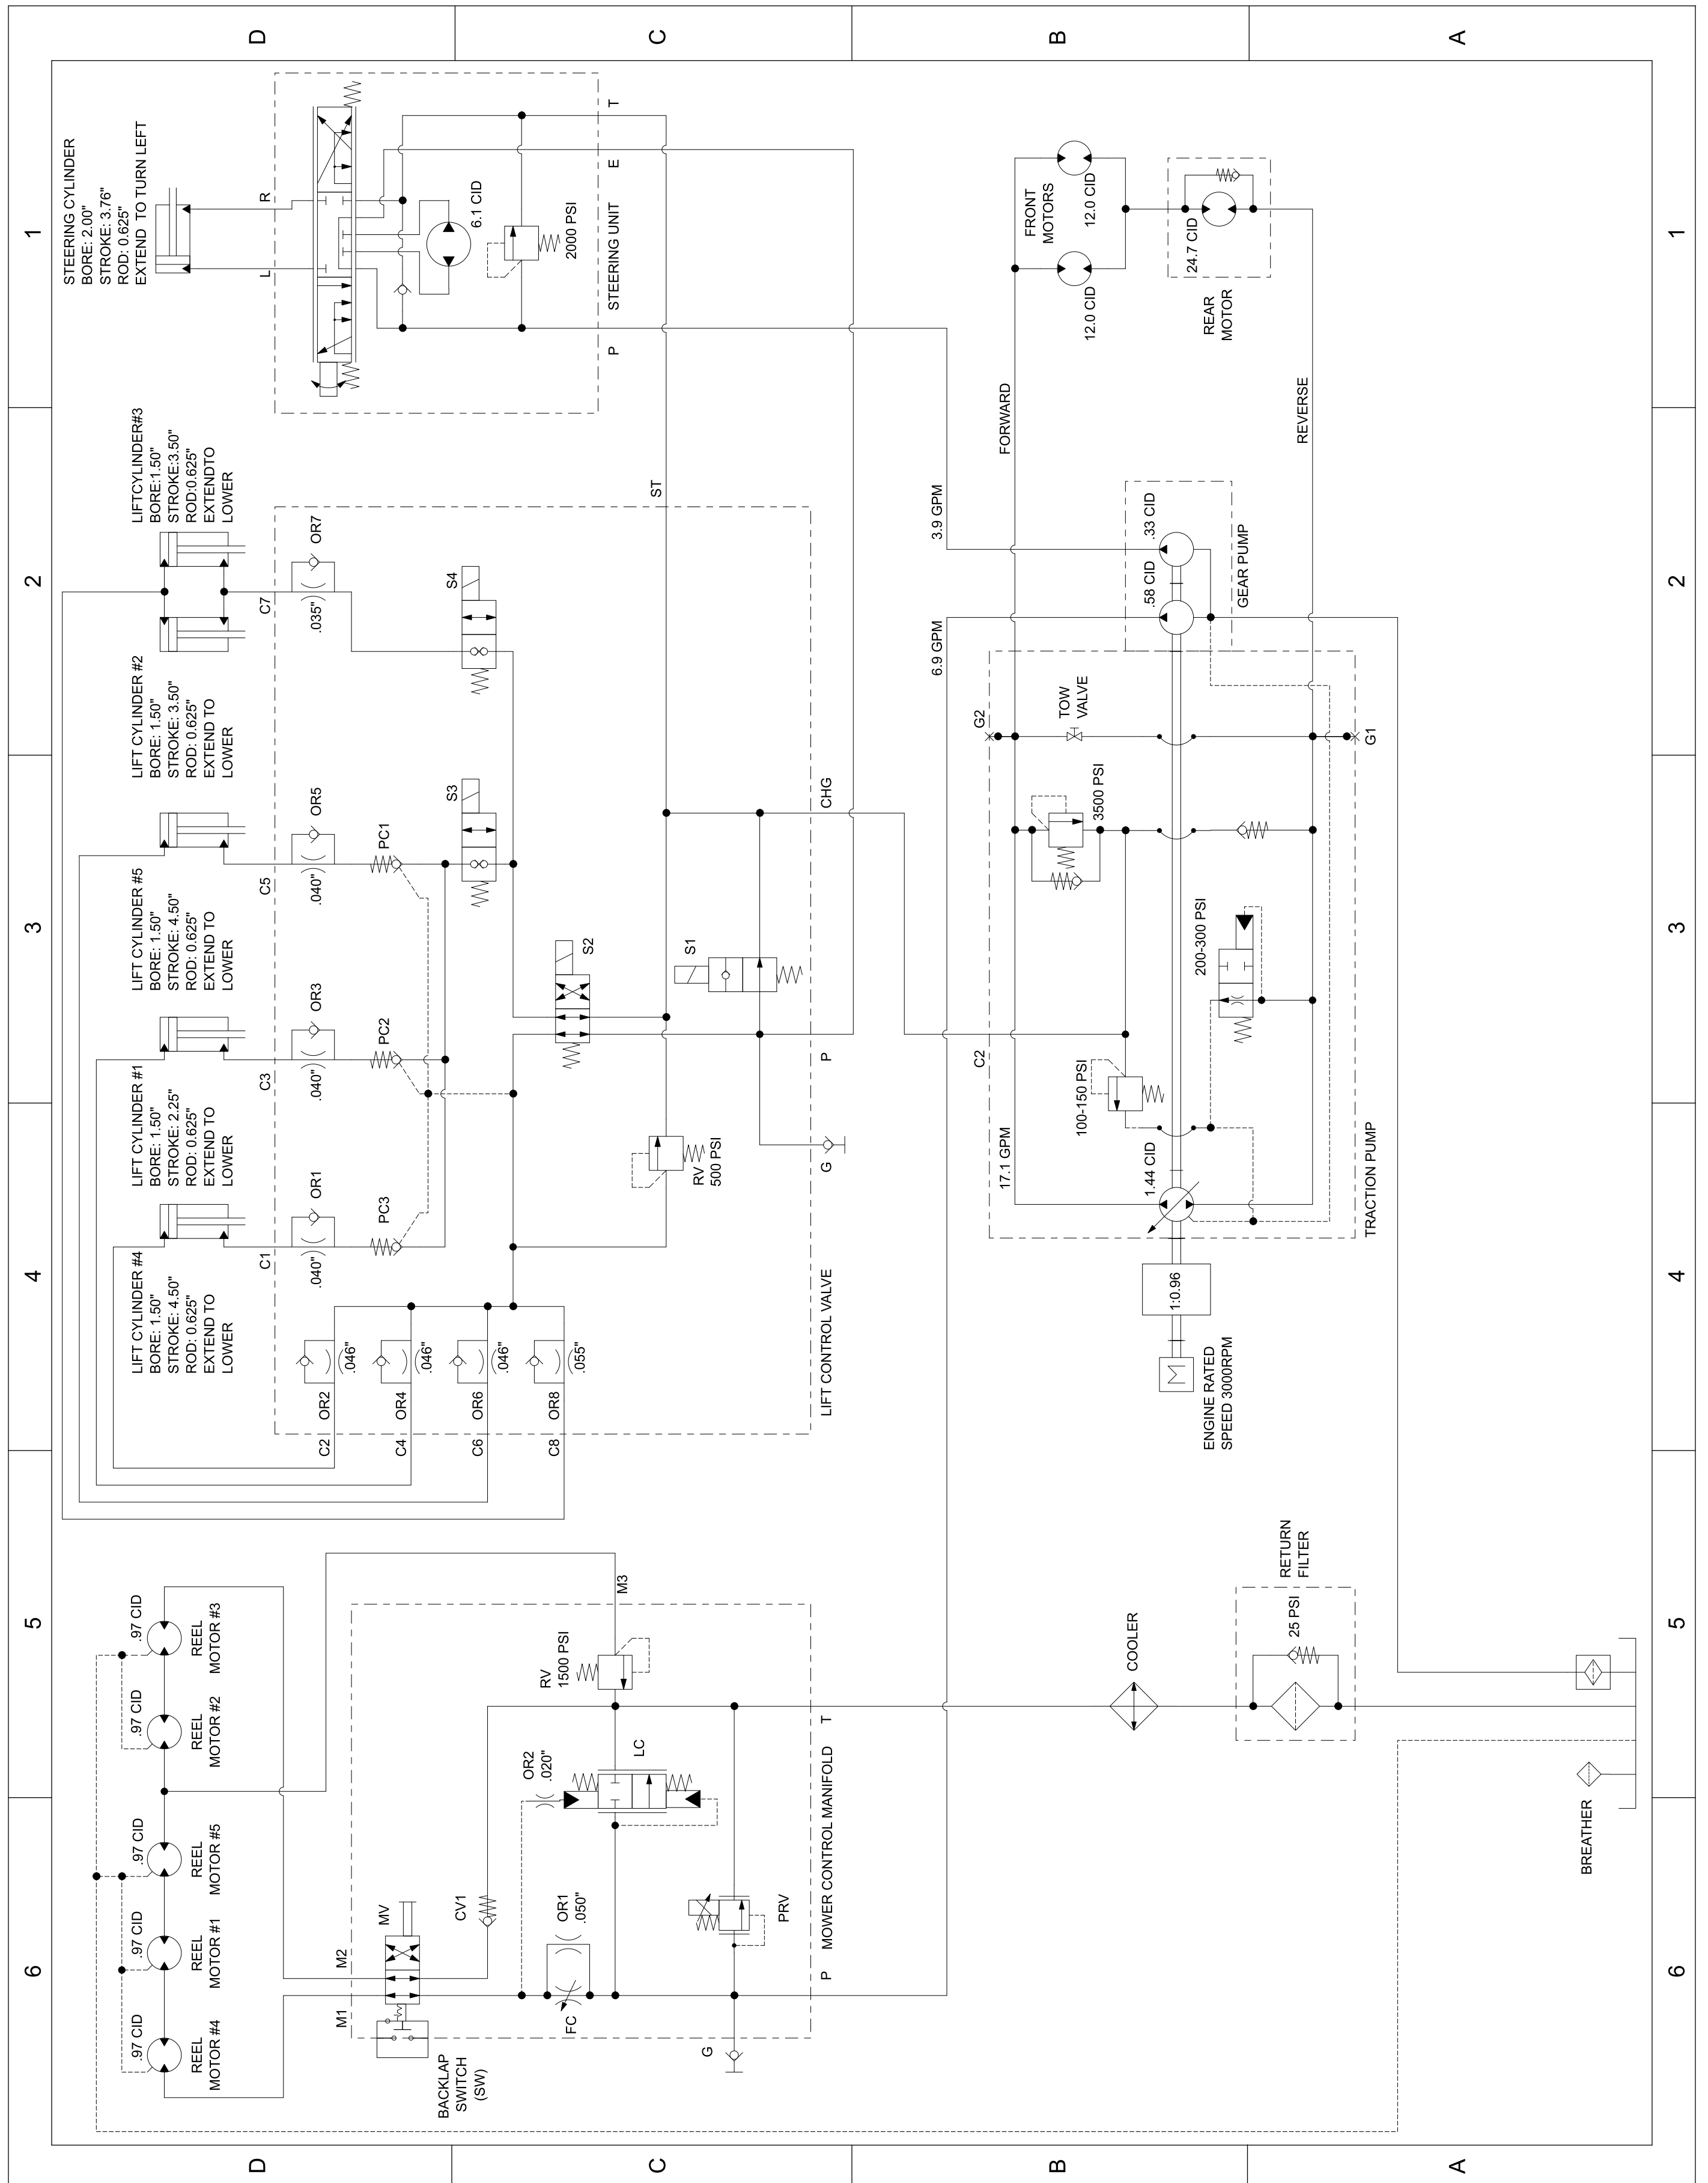 D
C
B
A
1
2
3
4
5
6
STEERING CYLINDER
BORE: 2.00"
STROKE: 3.76"
ROD: 0.625"
EXTEND TO TURN LEFT
L
R
6.1 CID
2000 PSI
STEERING UNIT
P
E
T
LIFTCYLINDER#3
BORE:1.50"
STROKE:3.50"
ROD:0.625"
EXTENDTO
LOWER
LIFT CYLINDER #2
BORE: 1.50"
STROKE: 3.50"
ROD: 0.625"
EXTEND TO
LOWER
LIFT CYLINDER #5
BORE: 1.50"
STROKE: 4.50"
ROD: 0.625"
EXTEND TO
LOWER
LIFT CYLINDER #1
BORE: 1.50"
STROKE: 2.25"
ROD: 0.625"
EXTEND TO
LOWER
LIFT CYLINDER #4
BORE: 1.50"
STROKE: 4.50"
ROD: 0.625"
EXTEND TO
LOWER
C7
OR7
.035"
C5
OR5
.040"
C3
OR3
.040"
C1
OR1
.040"
PC1
PC2
PC3
S4
S3
S2
S1
ST
CHG
P
G
RV
500 PSI
OR2
.046"
OR4
.046"
OR6
.046"
OR8
.055"
C2
C4
C6
C8
LIFT CONTROL VALVE
.97 CID
REEL
MOTOR #3
.97 CID
REEL
MOTOR #2
.97 CID
REEL
MOTOR #5
.97 CID
REEL
MOTOR #1
.97 CID
REEL
MOTOR #4
M1
M2
M3
MV
BACKLAP
SWITCH
(SW)
CV1
RV
1500 PSI
OR2
.020"
LC
OR1
.050"
FC
PRV
G
P
MOWER CONTROL MANIFOLD
T
FORWARD
REVERSE
FRONT
MOTORS
12.0 CID
12.0 CID
24.7 CID
REAR
MOTOR
3.9 GPM
6.9 GPM
.33 CID
.58 CID
GEAR PUMP
G2
TOW
VALVE
G1
3500 PSI
200-300 PSI
C2
100-150 PSI
17.1 GPM
1.44 CID
TRACTION PUMP
1:0.96
M
ENGINE RATED
SPEED 3000RPM
COOLER
RETURN
FILTER
25 PSI
BREATHER
D
C
B
A
1
2
3
4
5
6